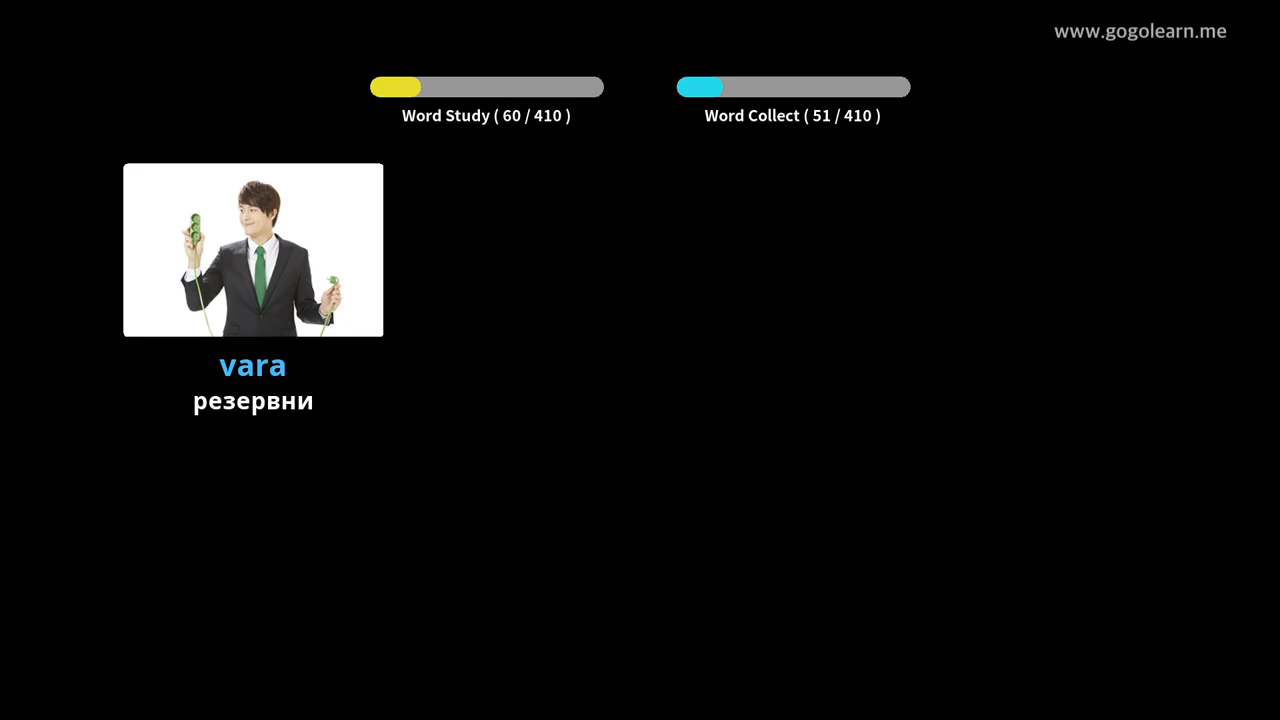 www.gogolearn.me
Word Study ( 60 / 410 )
Word Collect ( 51 / 410 )
vara
резервни